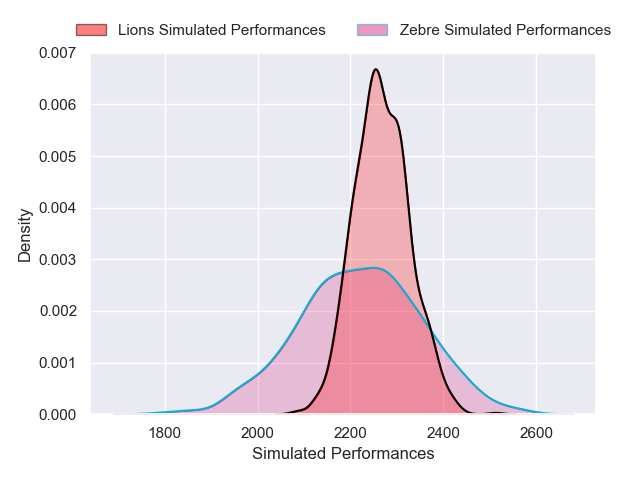 Lions Simulated Performances Zebre Simulated Performances
0.007
0.006
0.005
0.004
0.003
0.002
0.001
0.000
Density
1800 2000 2200 2400 2600
Simulated Performances